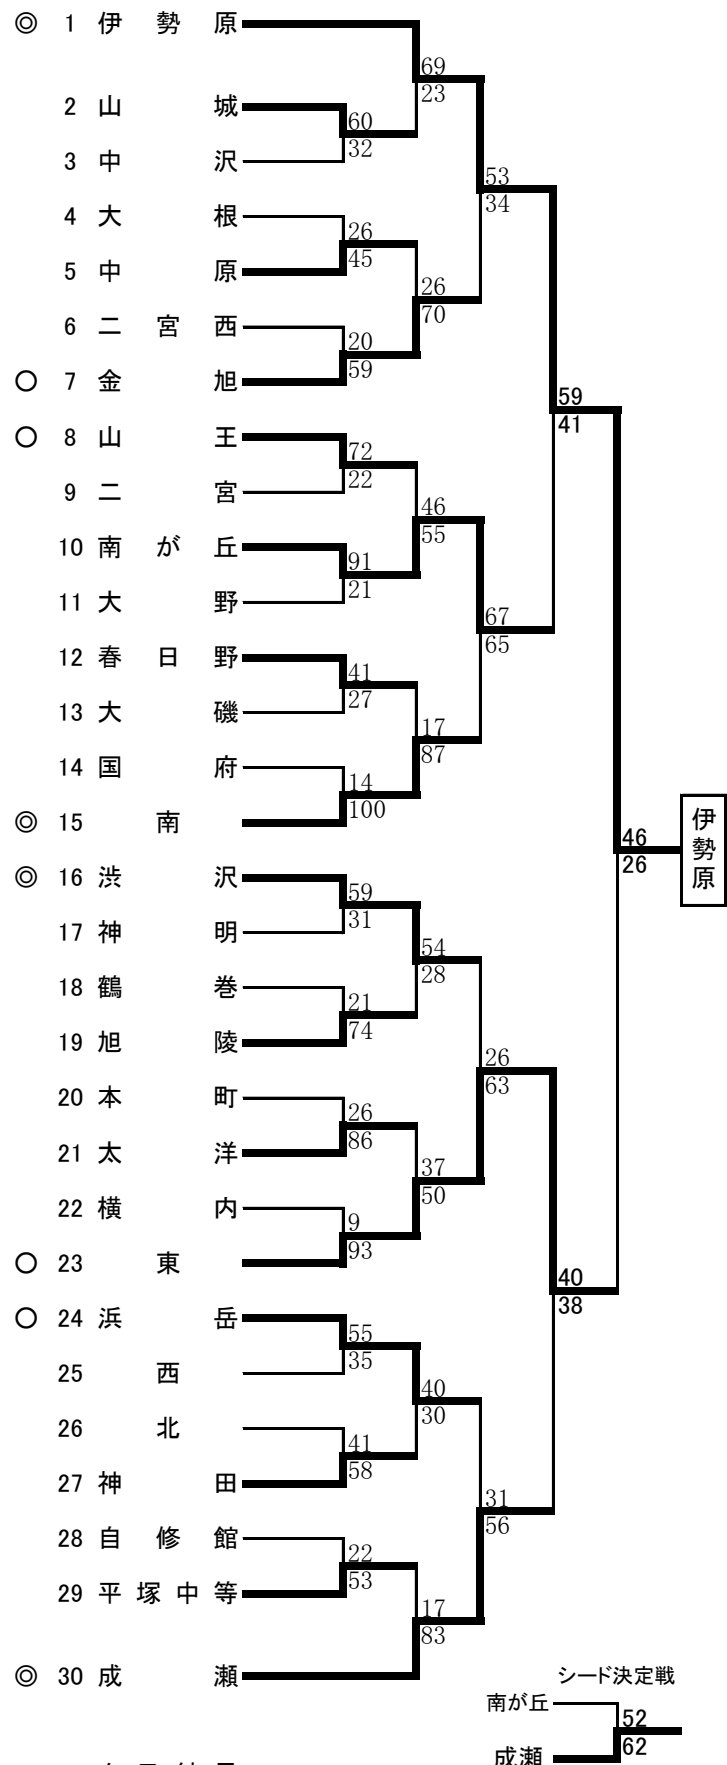 ◎ 1 伊勢原
69
23
2 山城
60
32
3 中沢
53
34
4 大根
26
45
5 中原
26
70
6 二宮西
20
59
○ 7 金旭
59
41
○ 8 山王
72
22
9 二宮
46
55
10 南が丘
91
21
11 大野
67
65
12 春日野
41
27
13 大磯
17
87
14 国府
14
100
◎ 15 南
46
26
伊勢原
◎ 16 渋沢
59
31
17 神明
54
28
18 鶴巻
21
74
19 旭陵
26
63
20 本町
26
86
21 太洋
37
50
22 横内
9
93
○ 23 東
40
38
○ 24 浜岳
55
35
25 西
40
30
26 北
41
58
27 神田
31
56
28 自修館
22
53
29 平塚中等
17
83
◎ 30 成瀬
シード決定戦
南が丘
52
62
成瀬